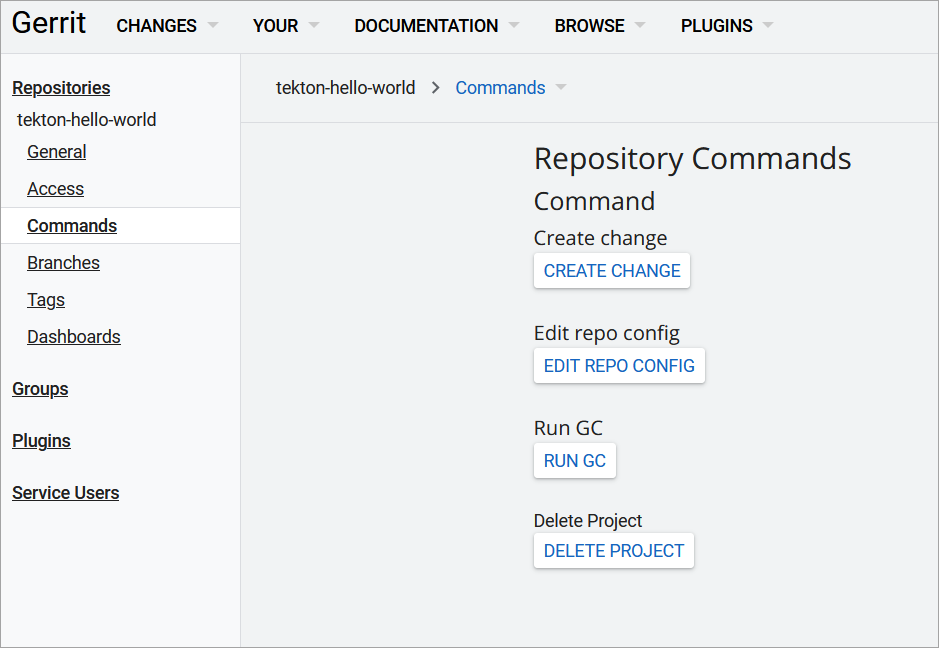 Gerrit CHANGES YOUR DOCUMENTATION BROWSE PLUGINS
Repositories
tekton-hello-world
General
Access
Commands
Branches
Tags
Dashboards
Groups
Plugins
Service Users
tekton-hello-world > Commands
Repository Commands
Command
Create change
CREATE CHANGE
Edit repo config
EDIT REPO CONFIG
Run GC
RUN GC
Delete Project
DELETE PROJECT